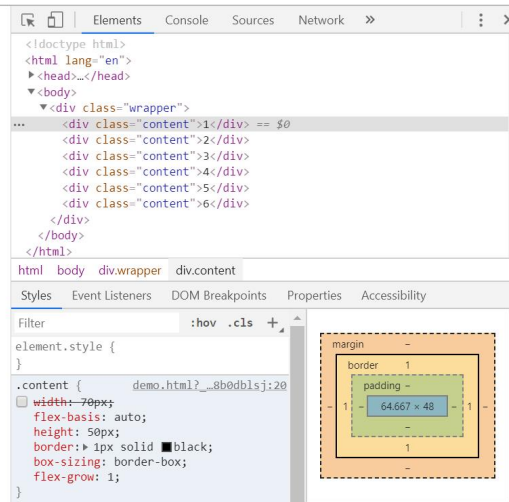 Elements Console Sources Network »
<!doctype html>
<html lang="en">
<head>…</head>
<body>
<div class="wrapper">
... <div class="content">1</div> == $0
<div class="content">2</div>
<div class="content">3</div>
<div class="content">4</div>
<div class="content">5</div>
<div class="content">6</div>
</div>
</body>
</html>
html body div.wrapper div.content
Styles Event Listeners DOM Breakpoints Properties Accessibility
Filter :hov .cls +
element.style {
}
.content { demo.html?_…8b0dblsj:20
width: 70px;
flex-basis: auto;
height: 50px;
border: 1px solid black;
box-sizing: border-box;
flex-grow: 1;
}
margin –
border 1
padding –
– 1 – 64.667 × 48 – 1 –
–
1
–